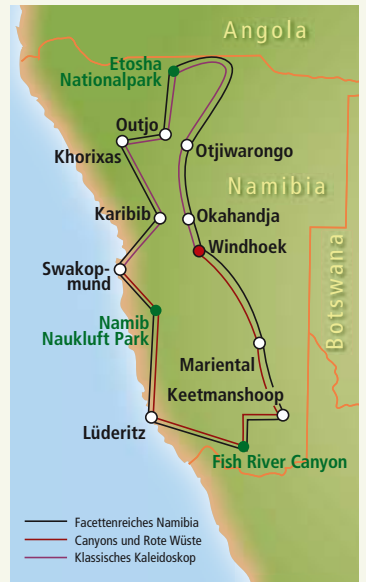 Angola
Etosha
Nationalpark
Outjo
Khorixas
Otjiwarongo
Namibia
Karibib
Okahandja
Windhoek
Swakop-
mund
Botswana
Namib
Naukluft Park
Mariental
Keetmanshoop
Lüderitz
Fish River Canyon
Facettenreiches Namibia
Canyons und Rote Wüste
Klassisches Kaleidoskop